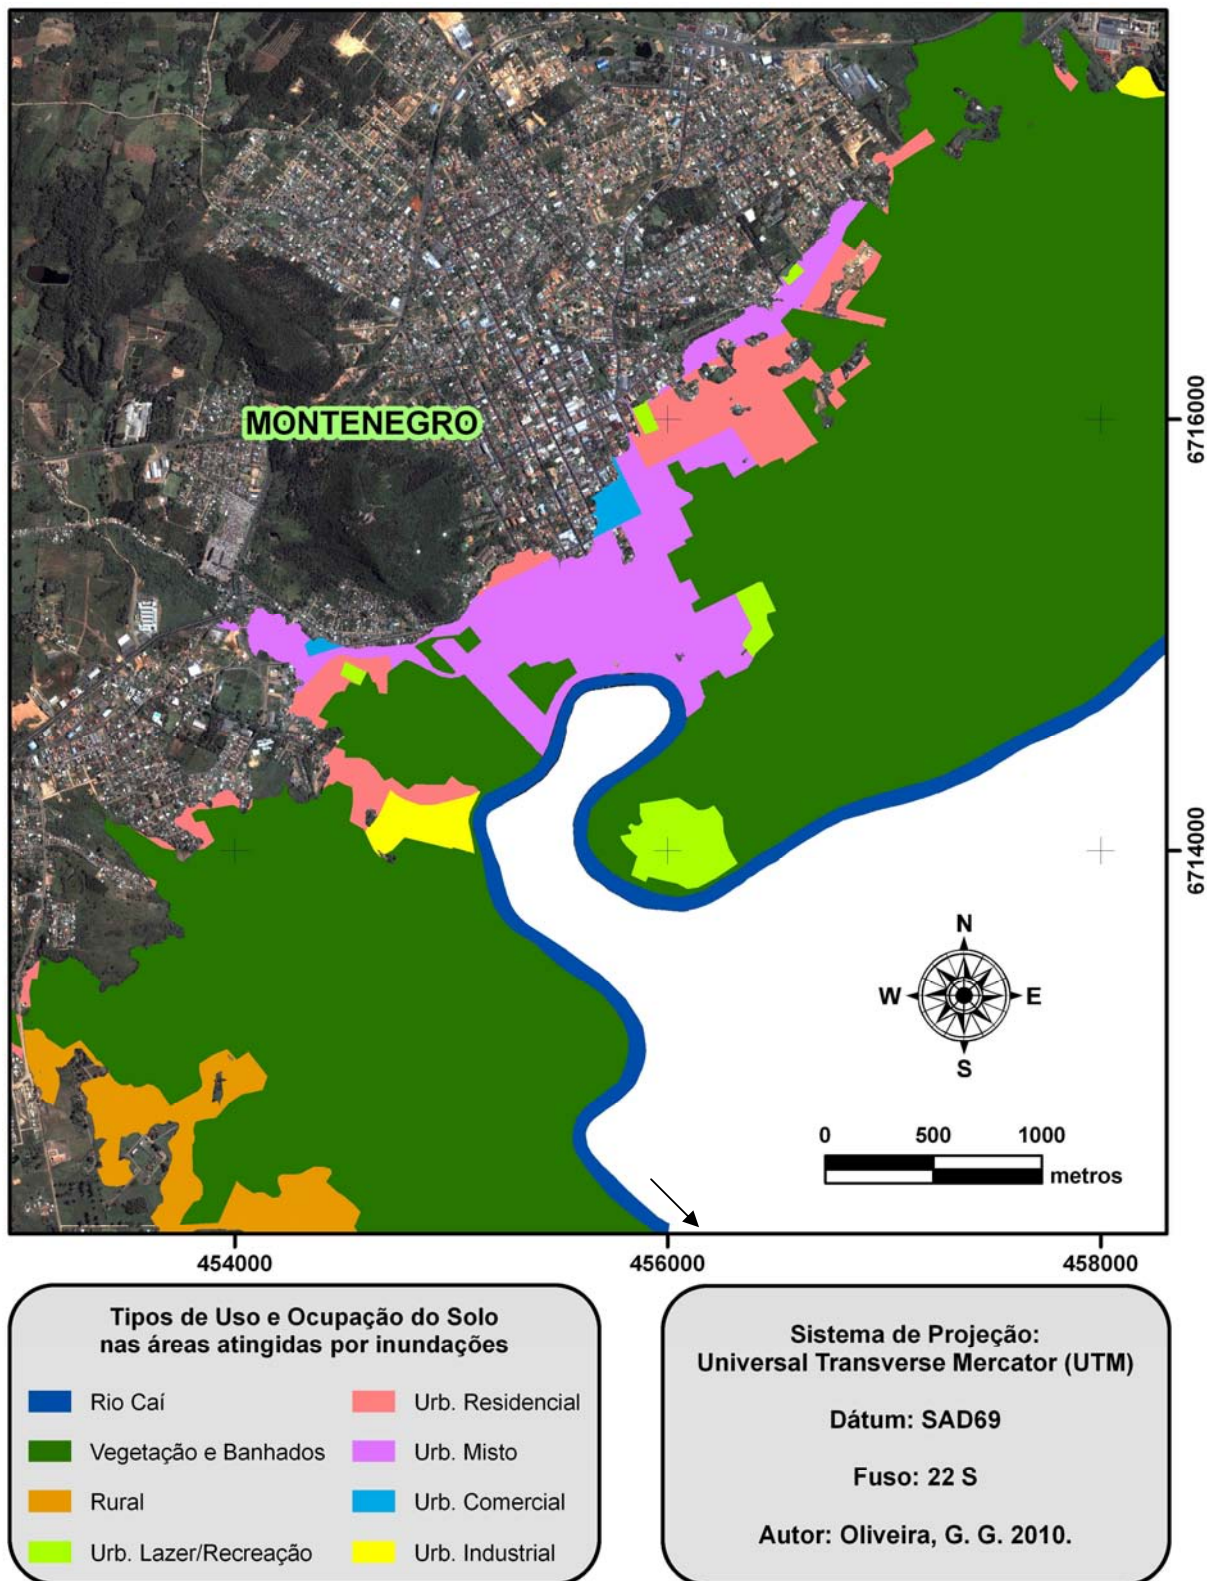 MONTENEGRO
6716000
6714000
N
W E
S
0 500 1000
metros
454000 456000 458000
Tipos de Uso e Ocupação do Solo
nas áreas atingidas por inundações
Rio Caí
Vegetação e Banhados
Rural
Urb. Lazer/Recreação
Urb. Residencial
Urb. Misto
Urb. Comercial
Urb. Industrial
Sistema de Projeção:
Universal Transverse Mercator (UTM)
Dátum: SAD69
Fuso: 22 S
Autor: Oliveira, G. G. 2010.